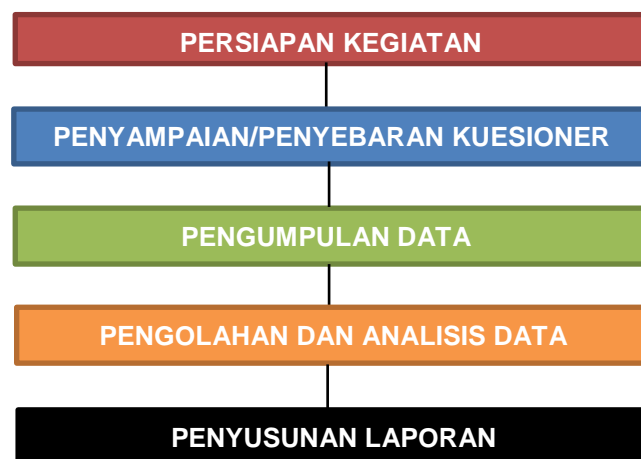 PERSIAPAN KEGIATAN
PENYAMPAIAN/PENYEBARAN KUESIONER
PENGUMPULAN DATA
PENGOLAHAN DAN ANALISIS DATA
PENYUSUNAN LAPORAN